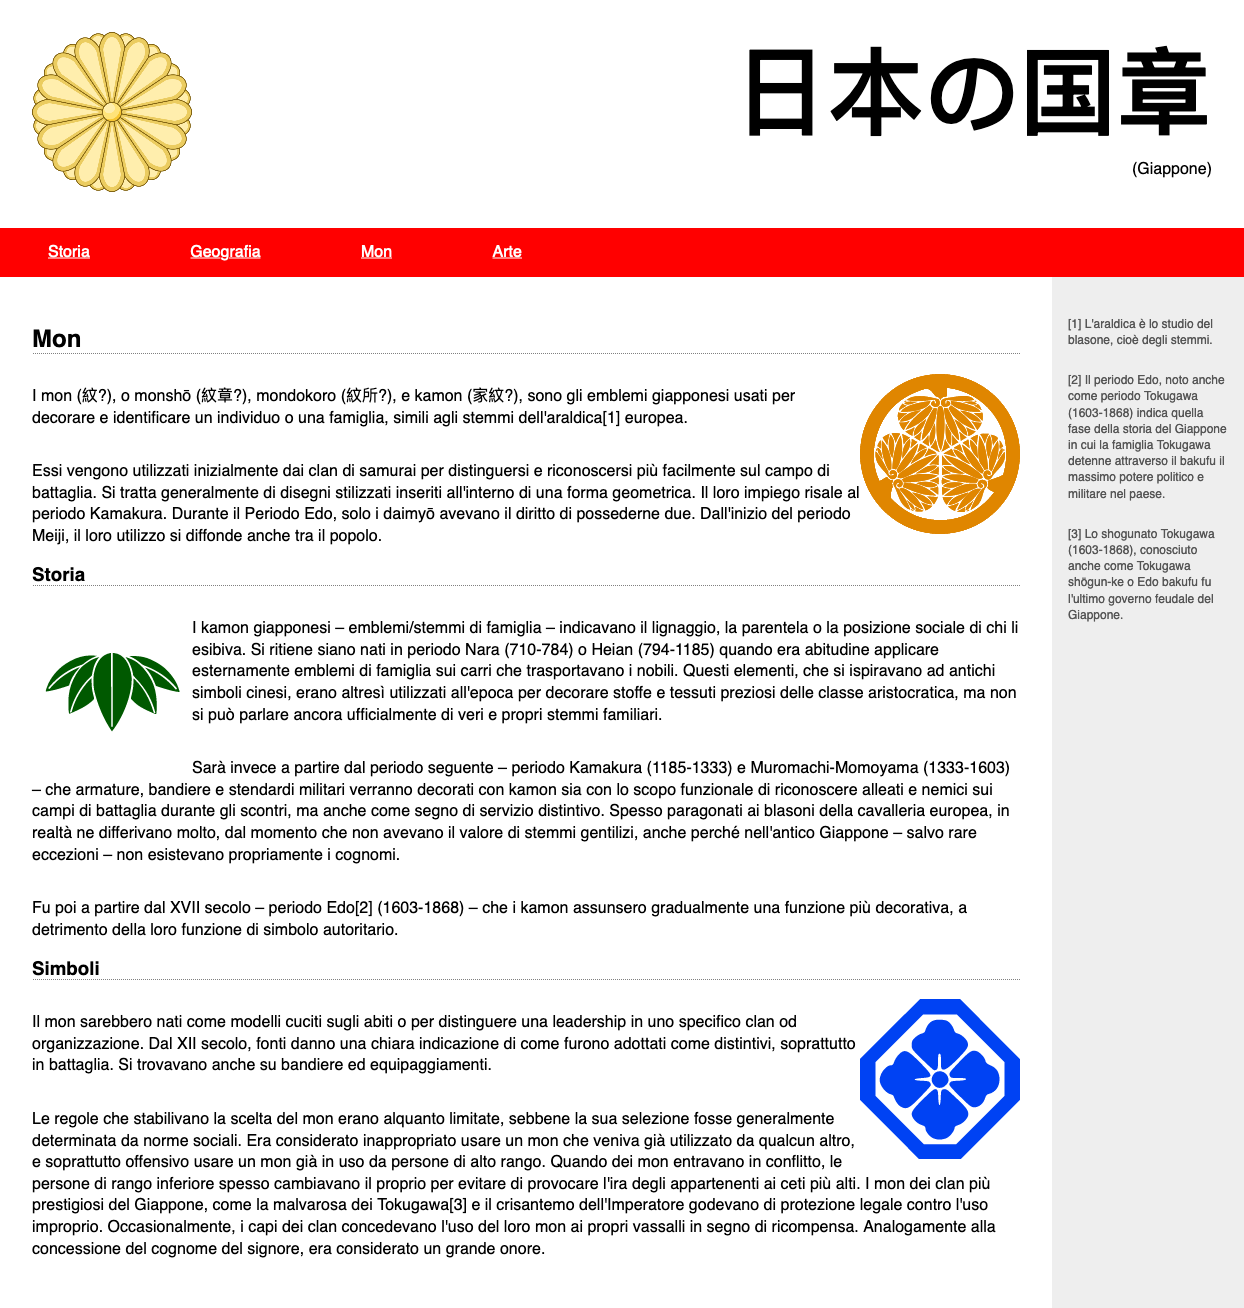 日本の国章
(Giappone)
Storia Geografia Mon Arte
Mon
I mon (紋?), o monshō (紋章?), mondokoro (紋所?), e kamon (家紋?), sono gli emblemi giapponesi usati per
decorare e identificare un individuo o una famiglia, simili agli stemmi dell'araldica[1] europea.
Essi vengono utilizzati inizialmente dai clan di samurai per distinguersi e riconoscersi più facilmente sul campo di
battaglia. Si tratta generalmente di disegni stilizzati inseriti all'interno di una forma geometrica. Il loro impiego risale al
periodo Kamakura. Durante il Periodo Edo, solo i daimyō avevano il diritto di possederne due. Dall'inizio del periodo
Meiji, il loro utilizzo si diffonde anche tra il popolo.
Storia
I kamon giapponesi – emblemi/stemmi di famiglia – indicavano il lignaggio, la parentela o la posizione sociale di chi li
esibiva. Si ritiene siano nati in periodo Nara (710-784) o Heian (794-1185) quando era abitudine applicare
esternamente emblemi di famiglia sui carri che trasportavano i nobili. Questi elementi, che si ispiravano ad antichi
simboli cinesi, erano altresì utilizzati all'epoca per decorare stoffe e tessuti preziosi delle classe aristocratica, ma non
si può parlare ancora ufficialmente di veri e propri stemmi familiari.
Sarà invece a partire dal periodo seguente – periodo Kamakura (1185-1333) e Muromachi-Momoyama (1333-1603)
– che armature, bandiere e stendardi militari verranno decorati con kamon sia con lo scopo funzionale di riconoscere alleati e nemici sui
campi di battaglia durante gli scontri, ma anche come segno di servizio distintivo. Spesso paragonati ai blasoni della cavalleria europea, in
realtà ne differivano molto, dal momento che non avevano il valore di stemmi gentilizi, anche perché nell'antico Giappone – salvo rare
eccezioni – non esistevano propriamente i cognomi.
Fu poi a partire dal XVII secolo – periodo Edo[2] (1603-1868) – che i kamon assunsero gradualmente una funzione più decorativa, a
detrimento della loro funzione di simbolo autoritario.
Simboli
Il mon sarebbero nati come modelli cuciti sugli abiti o per distinguere una leadership in uno specifico clan od
organizzazione. Dal XII secolo, fonti danno una chiara indicazione di come furono adottati come distintivi, soprattutto
in battaglia. Si trovavano anche su bandiere ed equipaggiamenti.
Le regole che stabilivano la scelta del mon erano alquanto limitate, sebbene la sua selezione fosse generalmente
determinata da norme sociali. Era considerato inappropriato usare un mon che veniva già utilizzato da qualcun altro,
e soprattutto offensivo usare un mon già in uso da persone di alto rango. Quando dei mon entravano in conflitto, le
persone di rango inferiore spesso cambiavano il proprio per evitare di provocare l'ira degli appartenenti ai ceti più alti. I mon dei clan più
prestigiosi del Giappone, come la malvarosa dei Tokugawa[3] e il crisantemo dell'Imperatore godevano di protezione legale contro l'uso
improprio. Occasionalmente, i capi dei clan concedevano l'uso del loro mon ai propri vassalli in segno di ricompensa. Analogamente alla
concessione del cognome del signore, era considerato un grande onore.
[1] L'araldica è lo studio del
blasone, cioè degli stemmi.
[2] Il periodo Edo, noto anche
come periodo Tokugawa
(1603-1868) indica quella
fase della storia del Giappone
in cui la famiglia Tokugawa
detenne attraverso il bakufu il
massimo potere politico e
militare nel paese.
[3] Lo shogunato Tokugawa
(1603-1868), conosciuto
anche come Tokugawa
shōgun-ke o Edo bakufu fu
l'ultimo governo feudale del
Giappone.